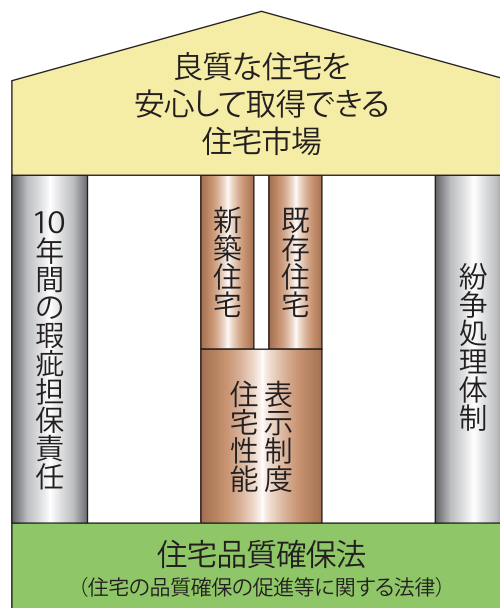 良質な住宅を
安心して取得できる
住宅市場
10年間の瑕疵担保責任
新築住宅
既存住宅
住宅性能
表示制度
紛争処理体制
住宅品質確保法
（住宅の品質確保の促進等に関する法律）